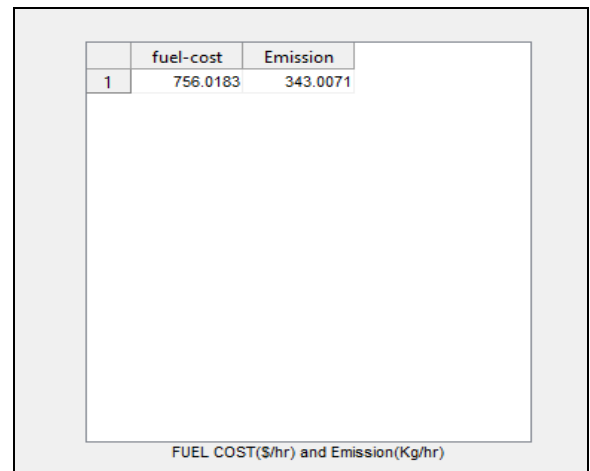 fuel-cost Emission
1 756.0183 343.0071
FUEL COST($/hr) and Emission(Kg/hr)